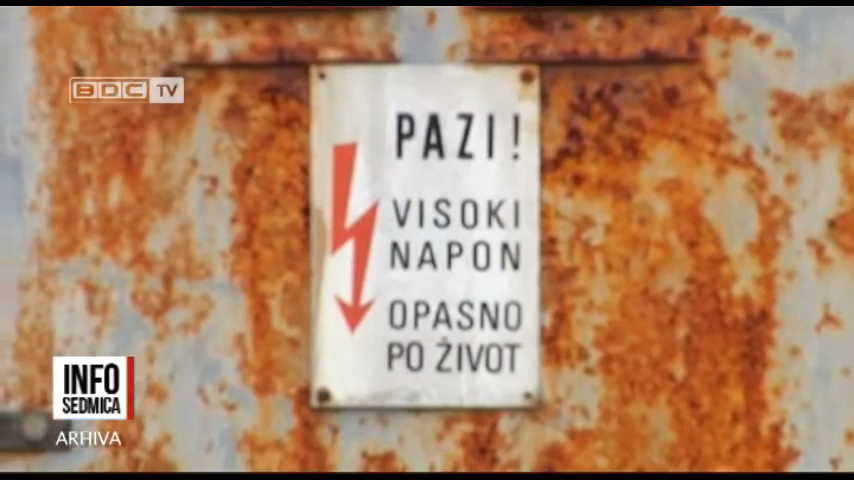 BDC TV
PAZI!
VISOKI
NAPON
OPASNO
PO ŽIVOT
INFO
SEDMICA
ARHIVA